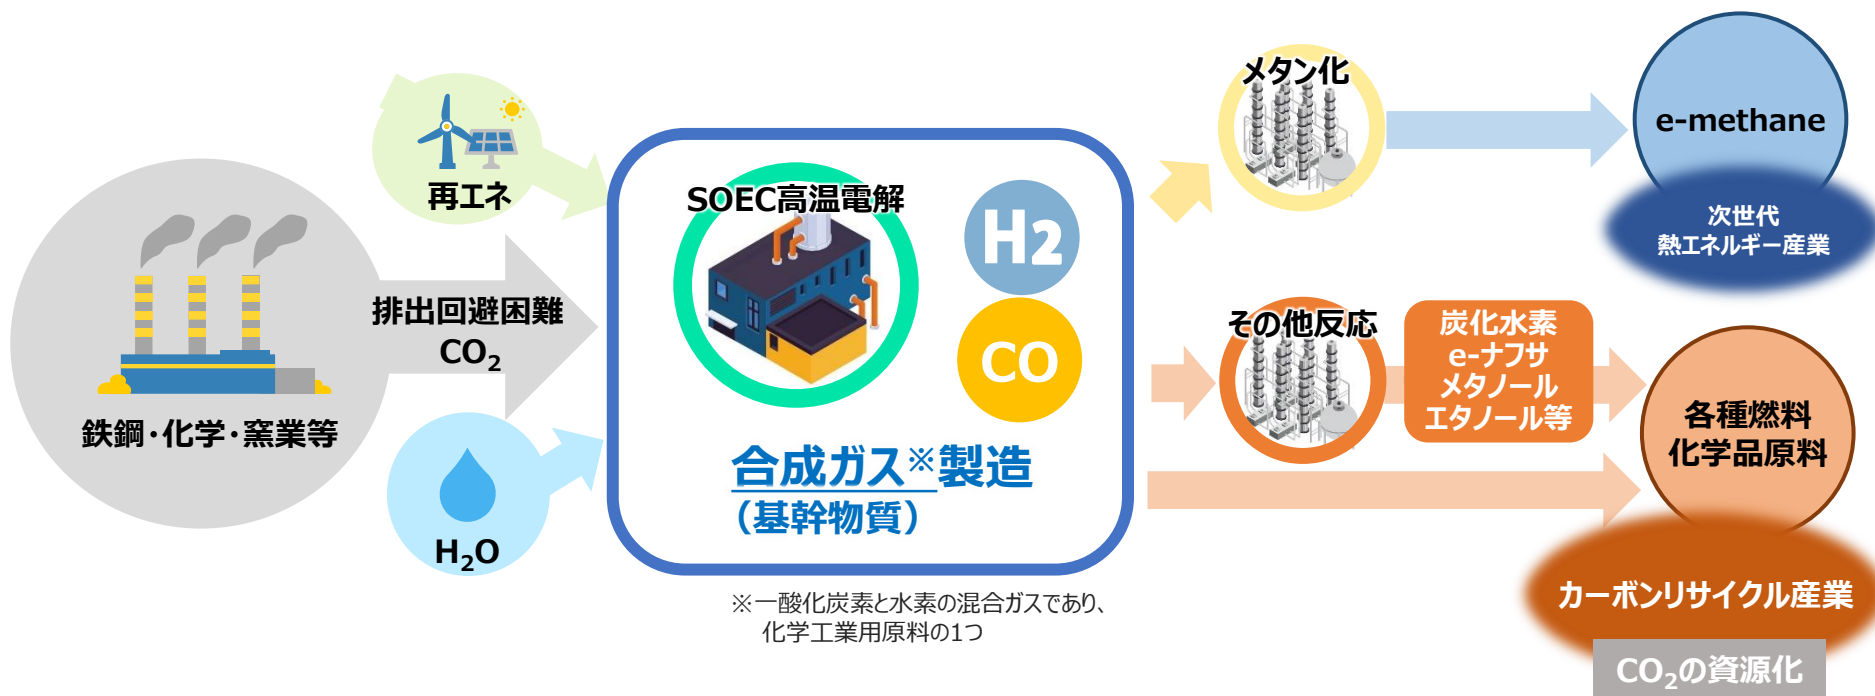 鉄鋼・化学・窯業等
再エネ
排出回避困難
CO₂
H₂O
SOEC高温電解
H2
CO
合成ガス※製造
（基幹物質）
※一酸化炭素と水素の混合ガスであり、
化学工業用原料の1つ
メタン化
e-methane
次世代
熱エネルギー産業
その他反応
炭化水素
e-ナフサ
メタノール
エタノール等
各種燃料
化学品原料
カーボンリサイクル産業
CO₂の資源化